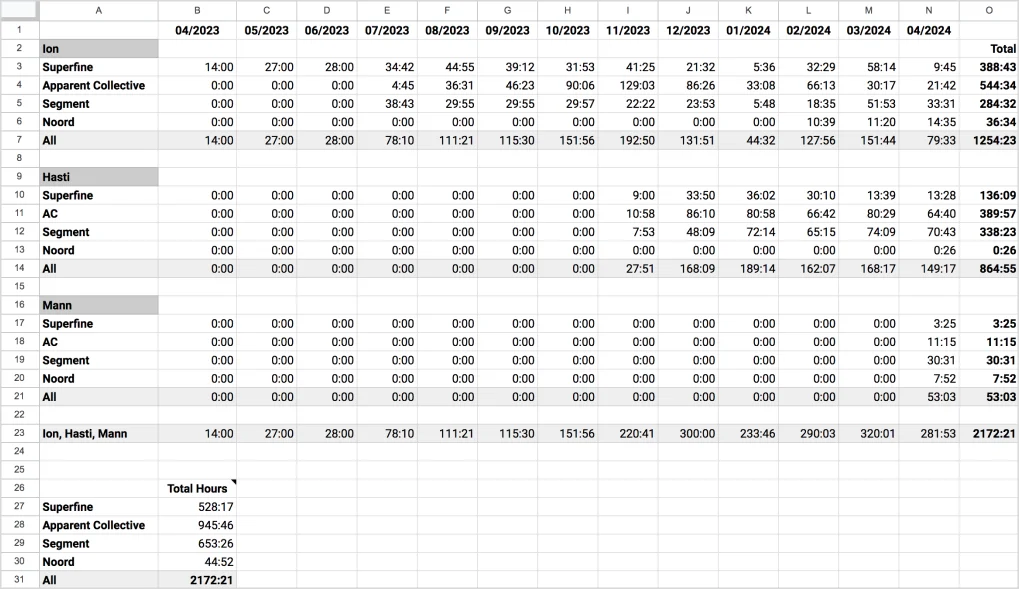 A B C D E F G H I J K L M N O
1 04/2023 05/2023 06/2023 07/2023 08/2023 09/2023 10/2023 11/2023 12/2023 01/2024 02/2024 03/2024 04/2024
2 Ion Total
3 Superfine 14:00 27:00 28:00 34:42 44:55 39:12 31:53 41:25 21:32 5:36 32:29 58:14 9:45 388:43
4 Apparent Collective 0:00 0:00 0:00 4:45 36:31 46:23 90:06 129:03 86:26 33:08 66:13 30:17 21:42 544:34
5 Segment 0:00 0:00 0:00 38:43 29:55 29:55 29:57 22:22 23:53 5:48 18:35 51:53 33:31 284:32
6 Noord 0:00 0:00 0:00 0:00 0:00 0:00 0:00 0:00 0:00 0:00 10:39 11:20 14:35 36:34
7 All 14:00 27:00 28:00 78:10 111:21 115:30 151:56 192:50 131:51 44:32 127:56 151:44 79:33 1254:23
8
9 Hasti
10 Superfine 0:00 0:00 0:00 0:00 0:00 0:00 0:00 9:00 33:50 36:02 30:10 13:39 13:28 136:09
11 AC 0:00 0:00 0:00 0:00 0:00 0:00 0:00 10:58 86:10 80:58 66:42 80:29 64:40 389:57
12 Segment 0:00 0:00 0:00 0:00 0:00 0:00 0:00 7:53 48:09 72:14 65:15 74:09 70:43 338:23
13 Noord 0:00 0:00 0:00 0:00 0:00 0:00 0:00 0:00 0:00 0:00 0:00 0:00 0:26 0:26
14 All 0:00 0:00 0:00 0:00 0:00 0:00 0:00 27:51 168:09 189:14 162:07 168:17 149:17 864:55
15
16 Mann
17 Superfine 0:00 0:00 0:00 0:00 0:00 0:00 0:00 0:00 0:00 0:00 0:00 0:00 3:25 3:25
18 AC 0:00 0:00 0:00 0:00 0:00 0:00 0:00 0:00 0:00 0:00 0:00 0:00 11:15 11:15
19 Segment 0:00 0:00 0:00 0:00 0:00 0:00 0:00 0:00 0:00 0:00 0:00 0:00 30:31 30:31
20 Noord 0:00 0:00 0:00 0:00 0:00 0:00 0:00 0:00 0:00 0:00 0:00 0:00 7:52 7:52
21 All 0:00 0:00 0:00 0:00 0:00 0:00 0:00 0:00 0:00 0:00 0:00 0:00 53:03 53:03
22
23 Ion, Hasti, Mann 14:00 27:00 28:00 78:10 111:21 115:30 151:56 220:41 300:00 233:46 290:03 320:01 281:53 2172:21
24
25
26 Total Hours
27 Superfine 528:17
28 Apparent Collective 945:46
29 Segment 653:26
30 Noord 44:52
31 All 2172:21